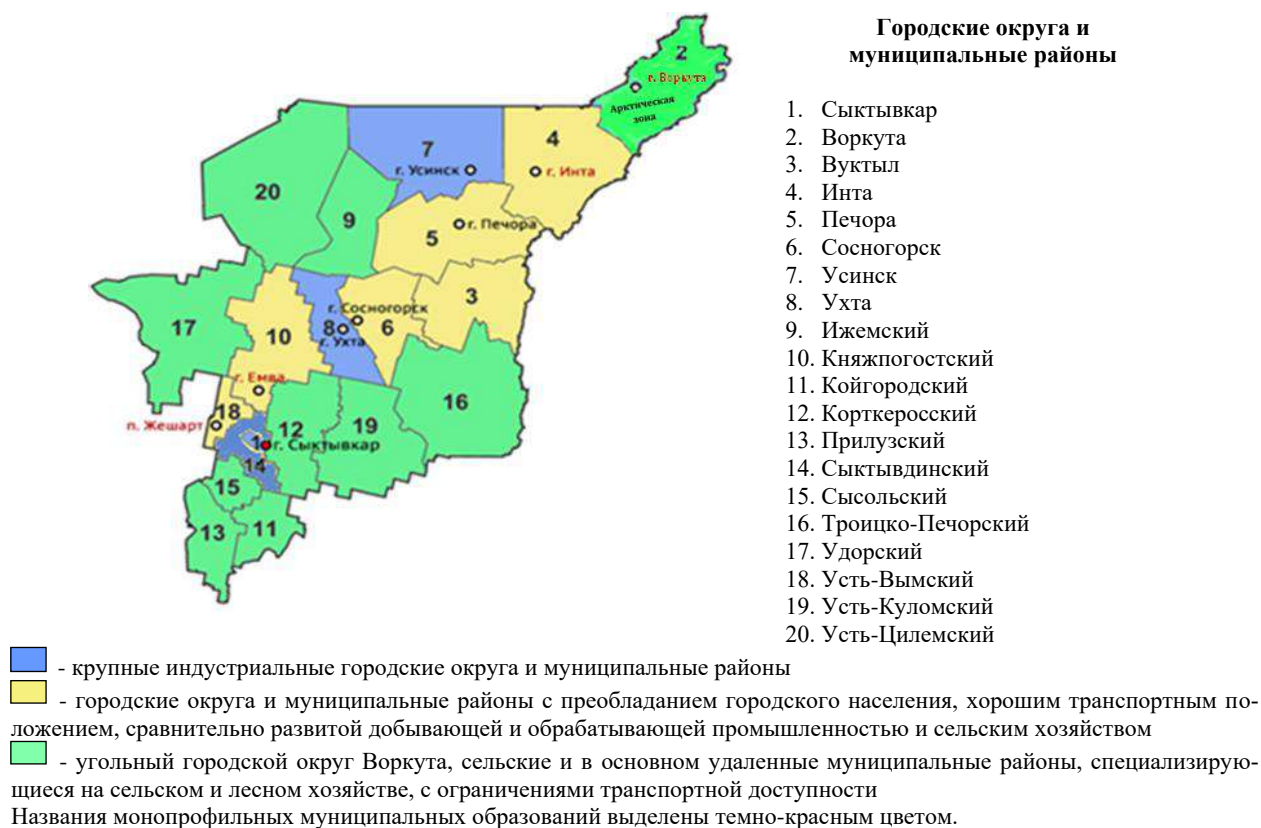 Городские округа и
муниципальные районы
2
г. Воркута
Арктическая
зона
7
4
г. Усинск
г. Инта
20
9
г. Печора
5
3
г. Сосногорск
17
10
8
6
г. Ухта
г. Емва
16
18
п. Жешарт
12
19
1
г. Сыктывкар
14
15
13
11
1. Сыктывкар
2. Воркута
3. Вуктыл
4. Инта
5. Печора
6. Сосногорск
7. Усинск
8. Ухта
9. Ижемский
10. Княжпогостский
11. Койгородский
12. Корткеросский
13. Прилузский
14. Сыктывдинский
15. Сысольский
16. Троицко-Печорский
17. Удорский
18. Усть-Вымский
19. Усть-Куломский
20. Усть-Цилемский
- крупные индустриальные городские округа и муниципальные районы
- городские округа и муниципальные районы с преобладанием городского населения, хорошим транспортным по-
ложением, сравнительно развитой добывающей и обрабатывающей промышленностью и сельским хозяйством
- угольный городской округ Воркута, сельские и в основном удаленные муниципальные районы, специализирую-
щиеся на сельском и лесном хозяйстве, с ограничениями транспортной доступности
Названия монопрофильных муниципальных образований выделены темно-красным цветом.